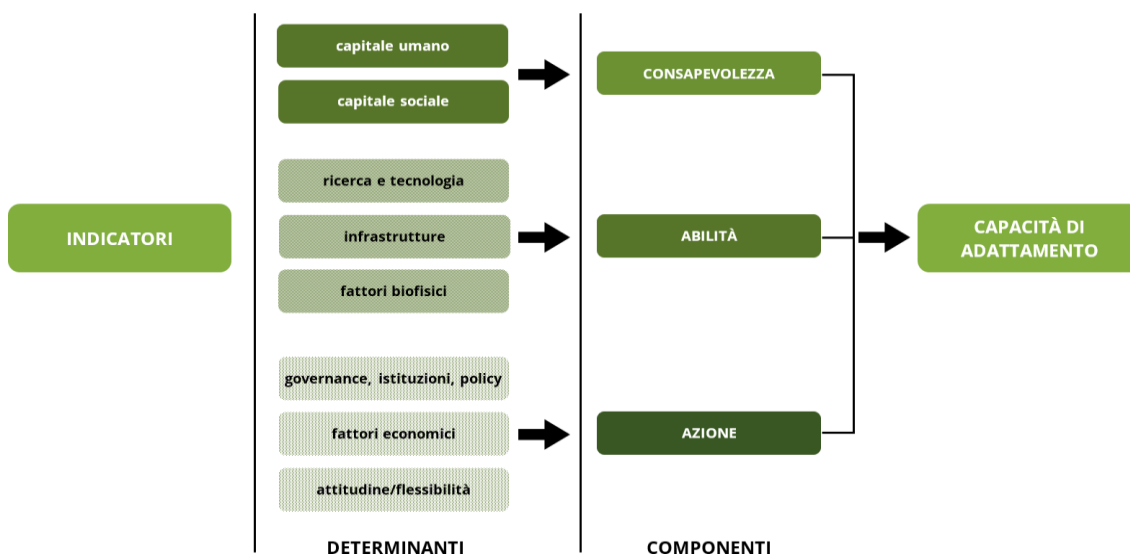 capitale umano
capitale sociale
CONSAPEVOLEZZA
ricerca e tecnologia
INDICATORI
infrastrutture
ABILITÀ
CAPACITÀ DI
ADATTAMENTO
fattori biofisici
governance, istituzioni, policy
fattori economici
AZIONE
attitudine/flessibilità
DETERMINANTI
COMPONENTI